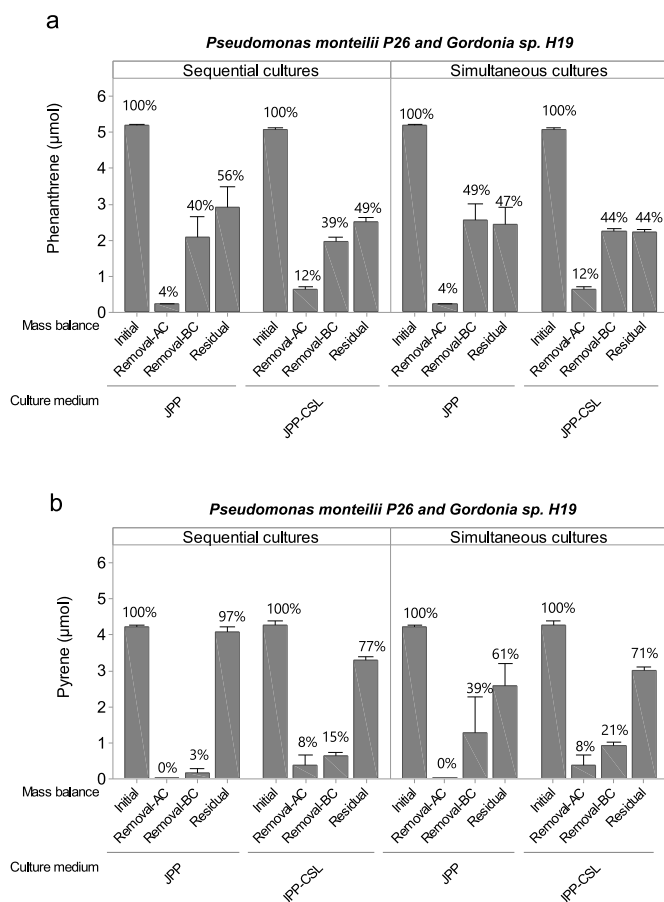 a
Pseudomonas monteilii P26 and Gordonia sp. H19
Sequential cultures
Simultaneous cultures
Phenanthrene (µmol)
6
5
4
3
2
1
0
100%
4%
40%
56%
100%
12%
39%
49%
100%
4%
49%
47%
100%
12%
44%
44%
Mass balance
Initial
Removal-AC
Removal-BC
Residual
Initial
Removal-AC
Removal-BC
Residual
Initial
Removal-AC
Removal-BC
Residual
Initial
Removal-AC
Removal-BC
Residual
Culture medium
JPP
JPP-CSL
JPP
JPP-CSL
b
Pseudomonas monteilii P26 and Gordonia sp. H19
Sequential cultures
Simultaneous cultures
Pyrene (µmol)
6
5
4
3
2
1
0
100%
0%
3%
97%
100%
8%
15%
77%
100%
0%
39%
61%
100%
8%
21%
71%
Mass balance
Initial
Removal-AC
Removal-BC
Residual
Initial
Removal-AC
Removal-BC
Residual
Initial
Removal-AC
Removal-BC
Residual
Initial
Removal-AC
Removal-BC
Residual
Culture medium
JPP
IPP-CSL
JPP
IPP-CSL